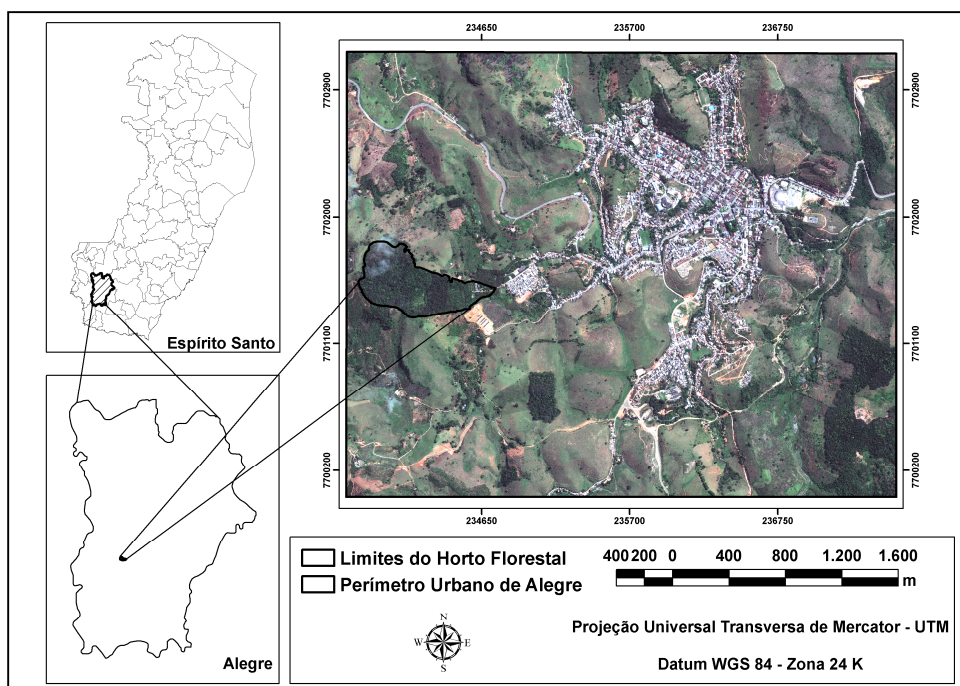 234650 235700 236750
7702900 7702900
7702000 7702000
7701100 7701100
7700200 7700200
234650 235700 236750
Espírito Santo
Alegre
Limites do Horto Florestal
Perímetro Urbano de Alegre
400 200 0 400 800 1.200 1.600
m
N
W E
S
Projeção Universal Transversa de Mercator - UTM
Datum WGS 84 - Zona 24 K